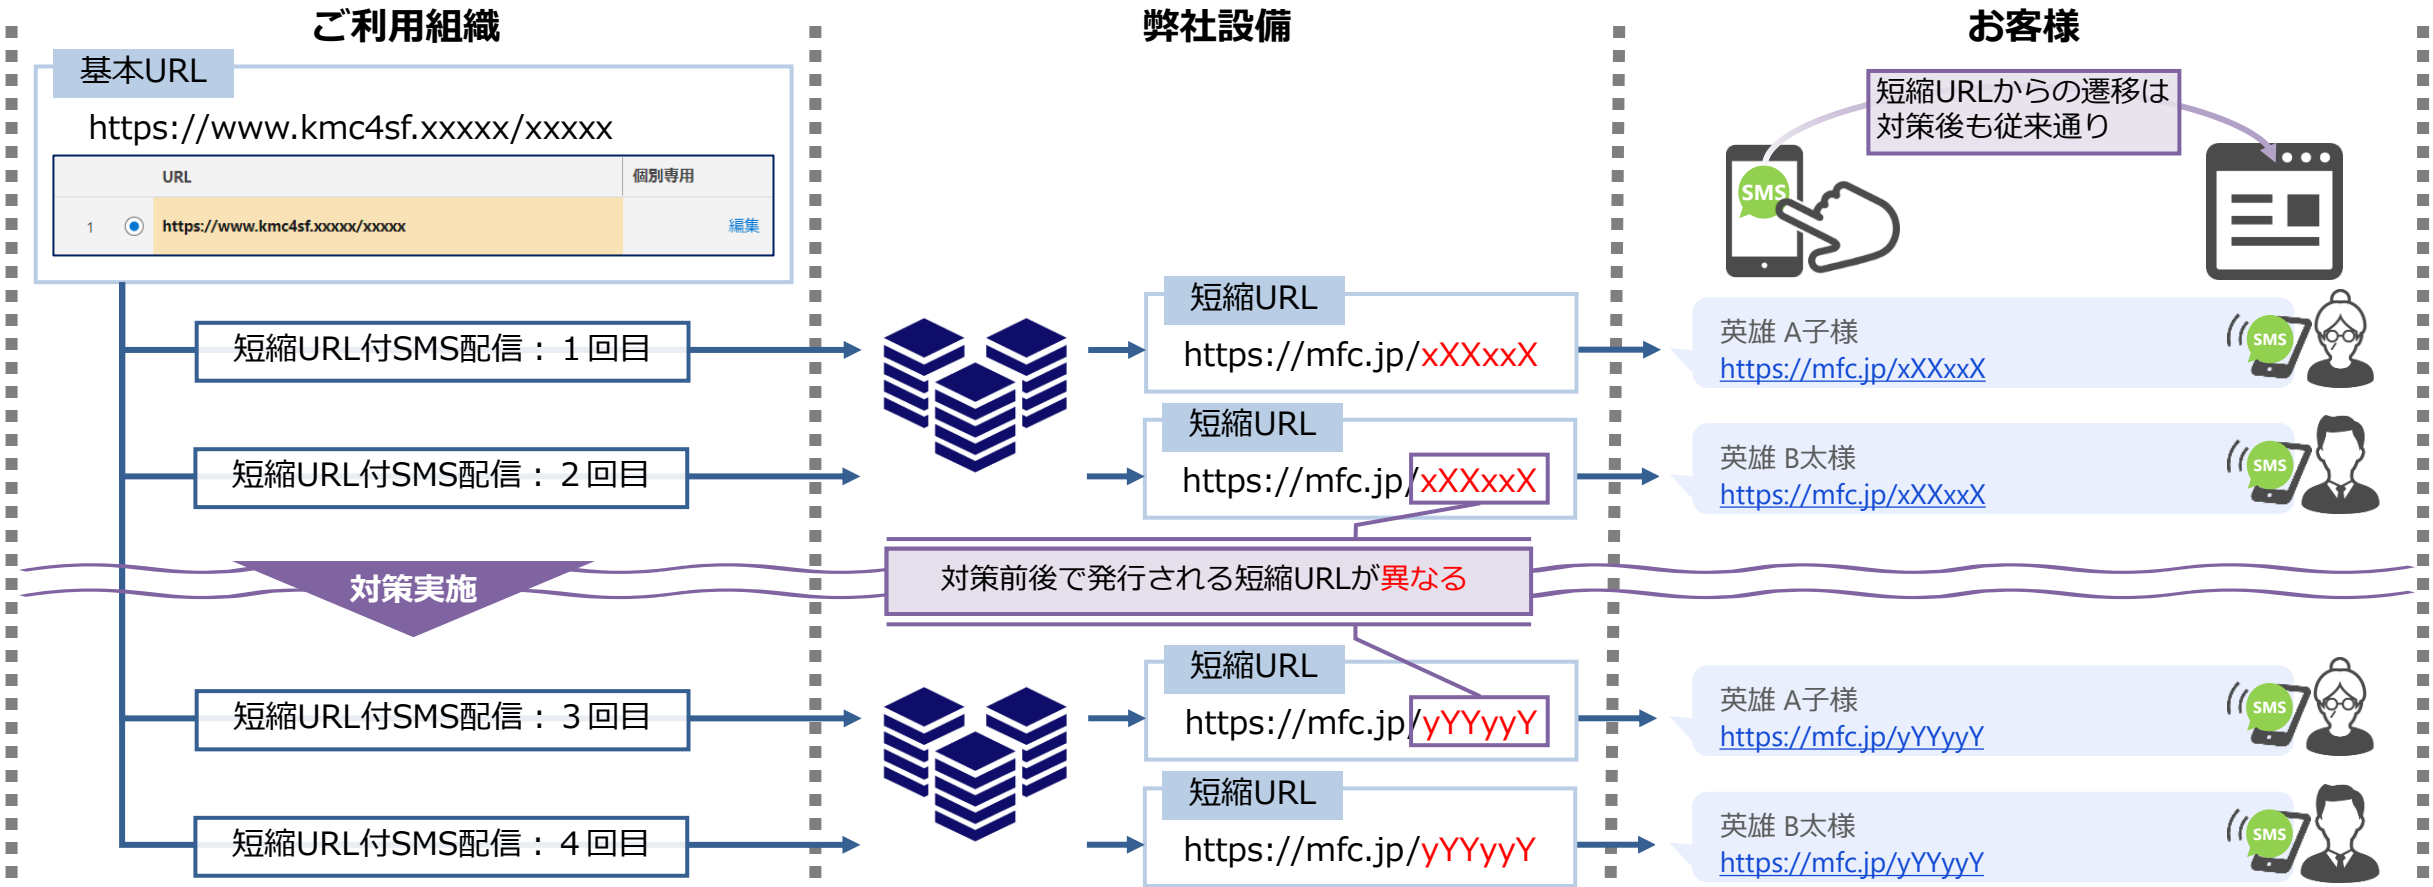 ご利用組織
弊社設備
お客様
基本URL
https://www.kmc4sf.xxxxx/xxxxx
URL
個別専用
1
https://www.kmc4sf.xxxxx/xxxxx
編集
短縮URLからの遷移は
対策後も従来通り
SMS
短縮URL付SMS配信：１回目
短縮URL
https://mfc.jp/xXXxxX
英雄 A子様
https://mfc.jp/xXXxxX
SMS
短縮URL付SMS配信：２回目
短縮URL
https://mfc.jp/xXXxxX
英雄 B太様
https://mfc.jp/xXXxxX
SMS
対策実施
対策前後で発行される短縮URLが異なる
短縮URL付SMS配信：３回目
短縮URL
https://mfc.jp/yYYyyY
英雄 A子様
https://mfc.jp/yYYyyY
SMS
短縮URL付SMS配信：４回目
短縮URL
https://mfc.jp/yYYyyY
英雄 B太様
https://mfc.jp/yYYyyY
SMS